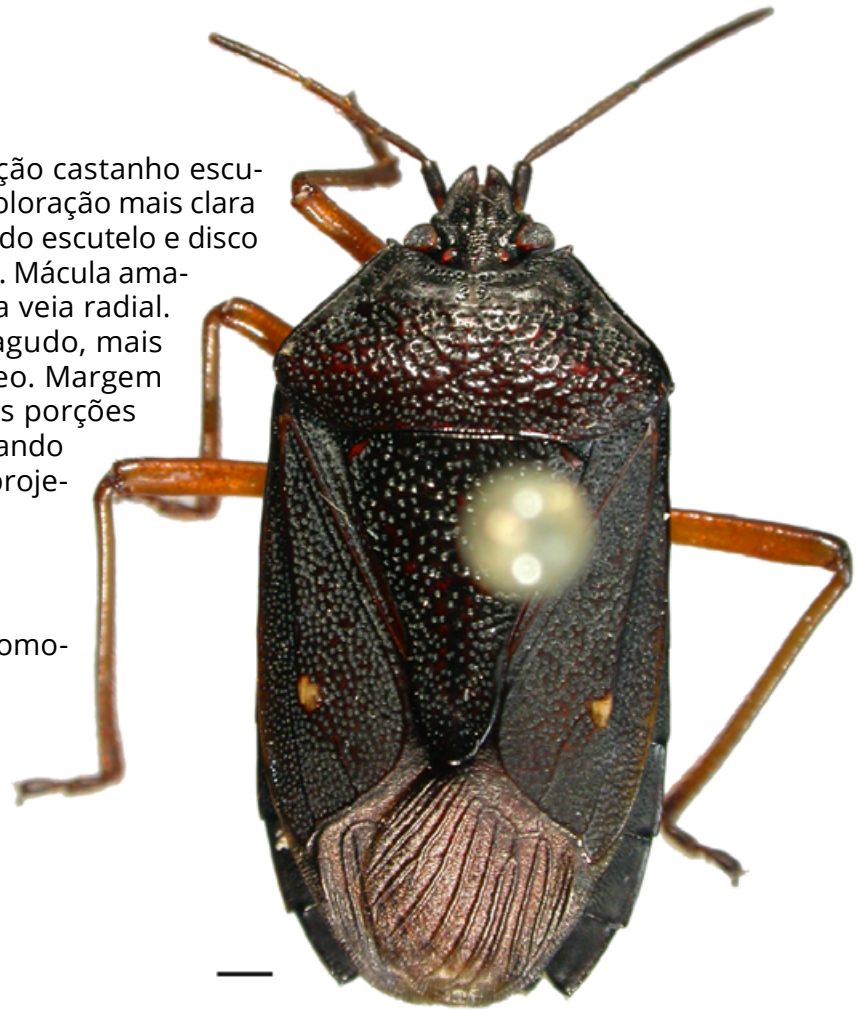 ção castanho escu-
oloração mais clara
do escutelo e disco
. Mácula ama-
a veia radial.
agudo, mais
eo. Margem
s porções
ando
proje-
omo-